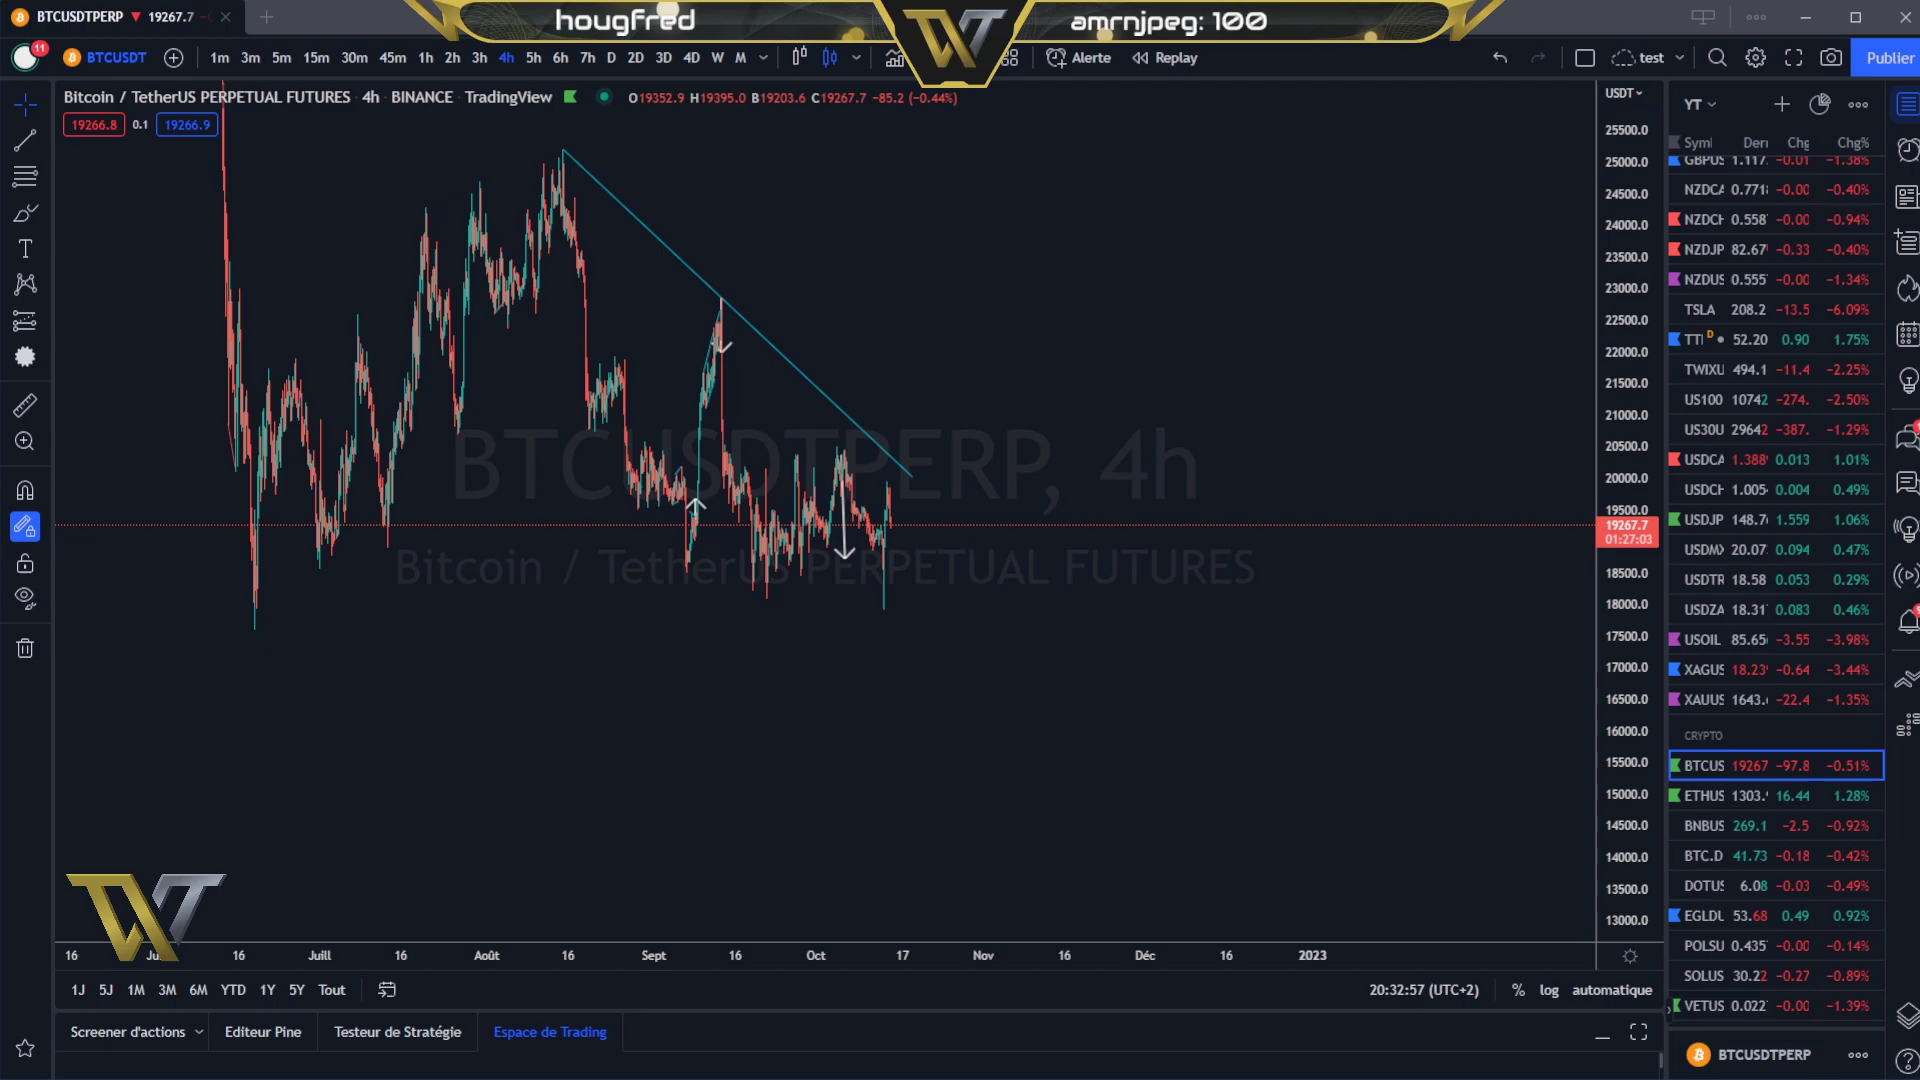 BTCUSDTPERP ▼ 19267.7
hougfred
amrnjpeg: 100
11
BTCUSDT
1m 3m 5m 15m 30m 45m 1h 2h 3h 4h 5h 6h 7h D 2D 3D 4D W M
Alerte
Replay
test
Publier
Bitcoin / TetherUS PERPETUAL FUTURES · 4h · BINANCE · TradingView
O19352.9 H19395.0 B19203.6 C19267.7 −85.2 (−0.44%)
19266.8 0.1 19266.9
BTCUSDTPERP, 4h
Bitcoin / TetherUS PERPETUAL FUTURES
USDT
25500.0
25000.0
24500.0
24000.0
23500.0
23000.0
22500.0
22000.0
21500.0
21000.0
20500.0
20000.0
19500.0
19267.7
01:27:03
18500.0
18000.0
17500.0
17000.0
16500.0
16000.0
15500.0
15000.0
14500.0
14000.0
13500.0
13000.0
YT
Symb Chg Chg%
GBPUS 1.117 −0.01 −1.38%
NZDCA 0.771 −0.00 −0.40%
NZDCH 0.558 −0.00 −0.94%
NZDJP 82.67 −0.33 −0.40%
NZDUS 0.555 −0.00 −1.34%
TSLA 208.2 −13.5 −6.09%
TTI D 52.20 0.90 1.75%
TWIXU 494.1 −11.4 −2.25%
US100 10742 −274. −2.50%
US30U 29642 −387. −1.29%
USDCA 1.388 0.013 1.01%
USDCH 1.005 0.004 0.49%
USDJP 148.7 1.559 1.06%
USDMX 20.07 0.094 0.47%
USDTR 18.58 0.053 0.29%
USDZA 18.31 0.083 0.46%
USOIL 85.65 −3.55 −3.98%
XAGUS 18.23 −0.64 −3.44%
XAUUS 1643. −22.4 −1.35%
CRYPTO
BTCUS 19267 −97.8 −0.51%
ETHUS 1303. 16.44 1.28%
BNBUS 269.1 −2.5 −0.92%
BTC.D 41.73 −0.18 −0.42%
DOTUS 6.08 −0.03 −0.49%
EGLDU 53.68 0.49 0.92%
POLSU 0.435 −0.00 −0.14%
SOLUS 30.22 −0.27 −0.89%
VETUS 0.022 −0.00 −1.39%
16 16 Juill 16 Août 16 Sept 16 Oct 17 Nov 16 Déc 16 2023
1J 5J 1M 3M 6M YTD 1Y 5Y Tout
20:32:57 (UTC+2) % log automatique
Screener d'actions Editeur Pine Testeur de Stratégie Espace de Trading
BTCUSDTPERP